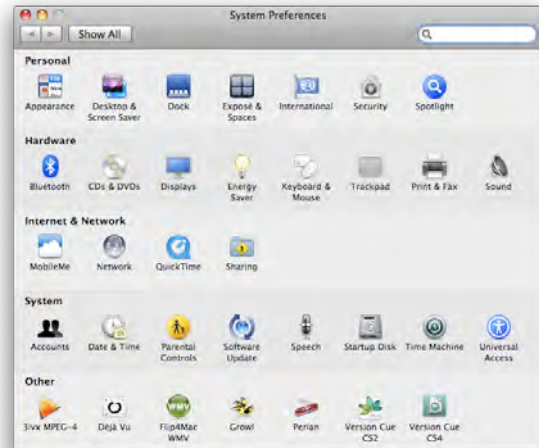 System Preferences
Show All
Personal
Appearance
Desktop & Screen Saver
Dock
Exposé & Spaces
International
Security
Spotlight
Hardware
Bluetooth
CDs & DVDs
Displays
Energy Saver
Keyboard & Mouse
Trackpad
Print & Fax
Sound
Internet & Network
MobileMe
Network
QuickTime
Sharing
System
Accounts
Date & Time
Parental Controls
Software Update
Speech
Startup Disk
Time Machine
Universal Access
Other
3ivx MPEG-4
Déjà Vu
Flip4Mac WMV
Growl
Perian
Version Cue CS2
Version Cue CS4